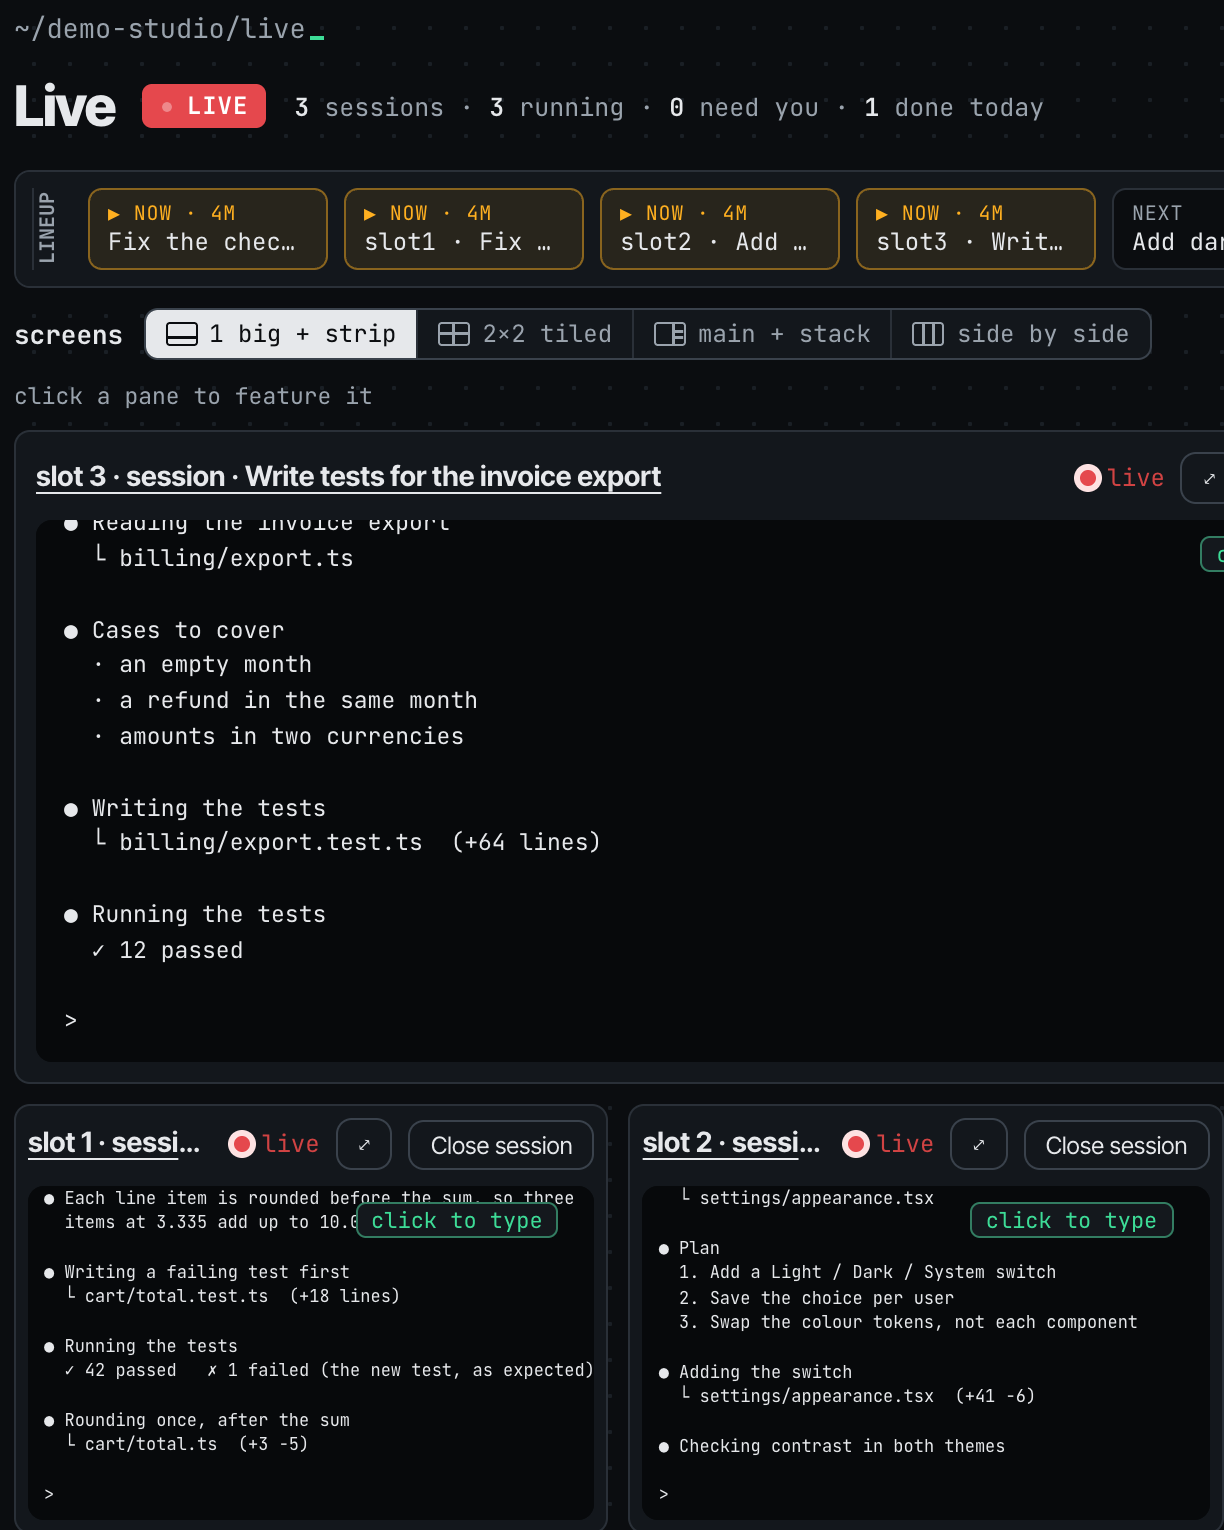 ~/demo-studio/live
Live
LIVE
3 sessions · 3 running · 0 need you · 1 done today
LINEUP
▶ NOW · 4M
Fix the chec…
▶ NOW · 4M
slot1 · Fix …
▶ NOW · 4M
slot2 · Add …
▶ NOW · 4M
slot3 · Writ…
NEXT
Add dar
screens
1 big + strip
2×2 tiled
main + stack
side by side
click a pane to feature it
slot 3 · session · Write tests for the invoice export
live
● Reading the invoice export
└ billing/export.ts
● Cases to cover
· an empty month
· a refund in the same month
· amounts in two currencies
● Writing the tests
└ billing/export.test.ts (+64 lines)
● Running the tests
✓ 12 passed
>
slot 1 · sessi…
live
Close session
● Each line item is rounded before the sum, so three
items at 3.335 add up to 10.0
click to type
● Writing a failing test first
└ cart/total.test.ts (+18 lines)
● Running the tests
✓ 42 passed ✗ 1 failed (the new test, as expected)
● Rounding once, after the sum
└ cart/total.ts (+3 -5)
>
slot 2 · sessi…
live
Close session
└ settings/appearance.tsx
click to type
● Plan
1. Add a Light / Dark / System switch
2. Save the choice per user
3. Swap the colour tokens, not each component
● Adding the switch
└ settings/appearance.tsx (+41 -6)
● Checking contrast in both themes
>